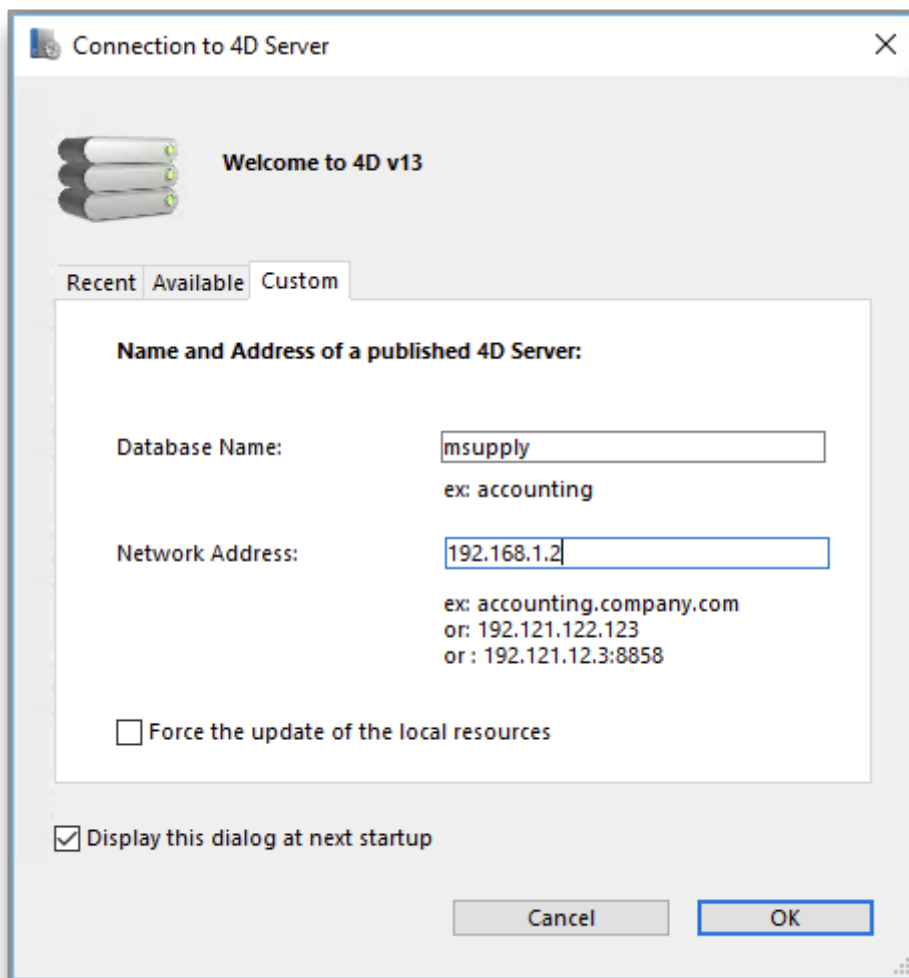 Connection to 4D Server
Welcome to 4D v13
Recent Available Custom
Name and Address of a published 4D Server:
Database Name: msupply
ex: accounting
Network Address: 192.168.1.2
ex: accounting.company.com
or: 192.121.122.123
or : 192.121.12.3:8858
Force the update of the local resources
Display this dialog at next startup
Cancel OK